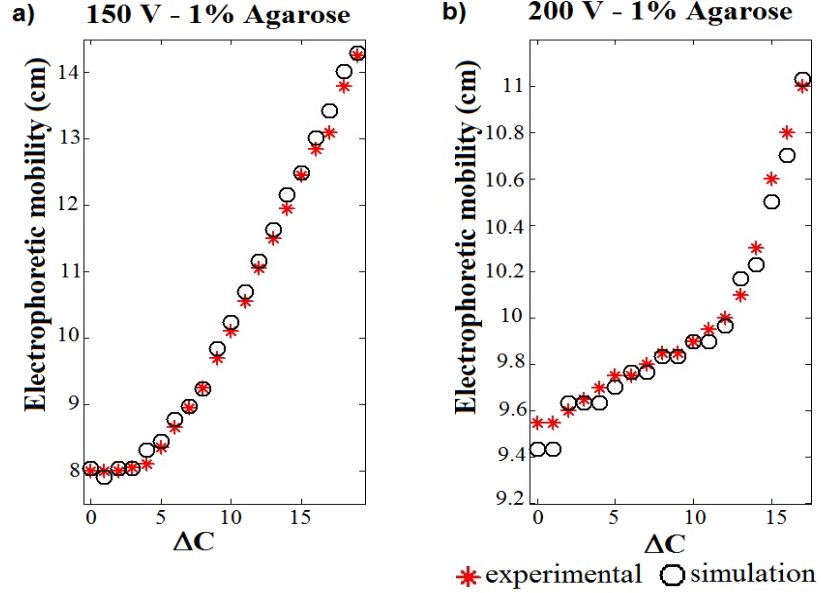 a) 150 V - 1% Agarose
Electrophoretic mobility (cm)
14
13
12
11
10
9
8
0 5 10 15
ΔC
b) 200 V - 1% Agarose
Electrophoretic mobility (cm)
11
10.8
10.6
10.4
10.2
10
9.8
9.6
9.4
9.2
0 5 10 15
ΔC
experimental simulation